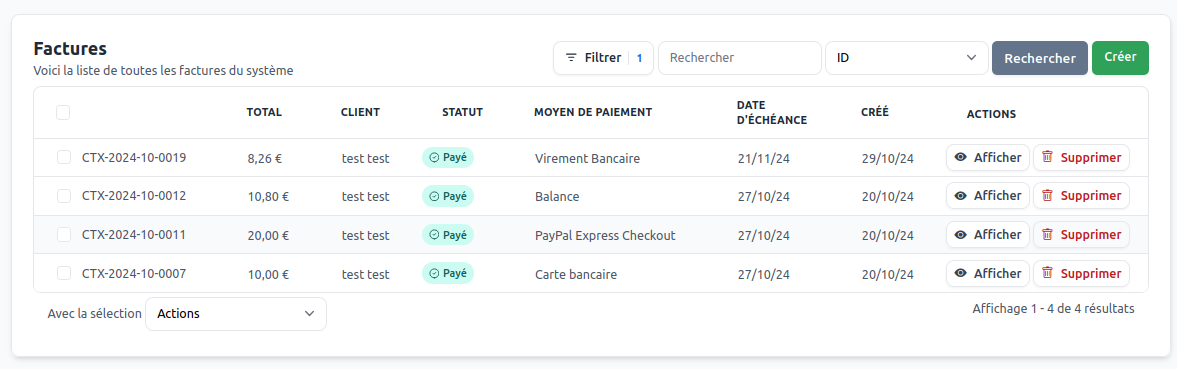 Factures
Voici la liste de toutes les factures du système
Filtrer 1 Rechercher ID Rechercher Créer
TOTAL CLIENT STATUT MOYEN DE PAIEMENT DATE D'ÉCHÉANCE CRÉÉ ACTIONS
CTX-2024-10-0019 8,26 € test test Payé Virement Bancaire 21/11/24 29/10/24 Afficher Supprimer
CTX-2024-10-0012 10,80 € test test Payé Balance 27/10/24 20/10/24 Afficher Supprimer
CTX-2024-10-0011 20,00 € test test Payé PayPal Express Checkout 27/10/24 20/10/24 Afficher Supprimer
CTX-2024-10-0007 10,00 € test test Payé Carte bancaire 27/10/24 20/10/24 Afficher Supprimer
Avec la sélection Actions Affichage 1 - 4 de 4 résultats